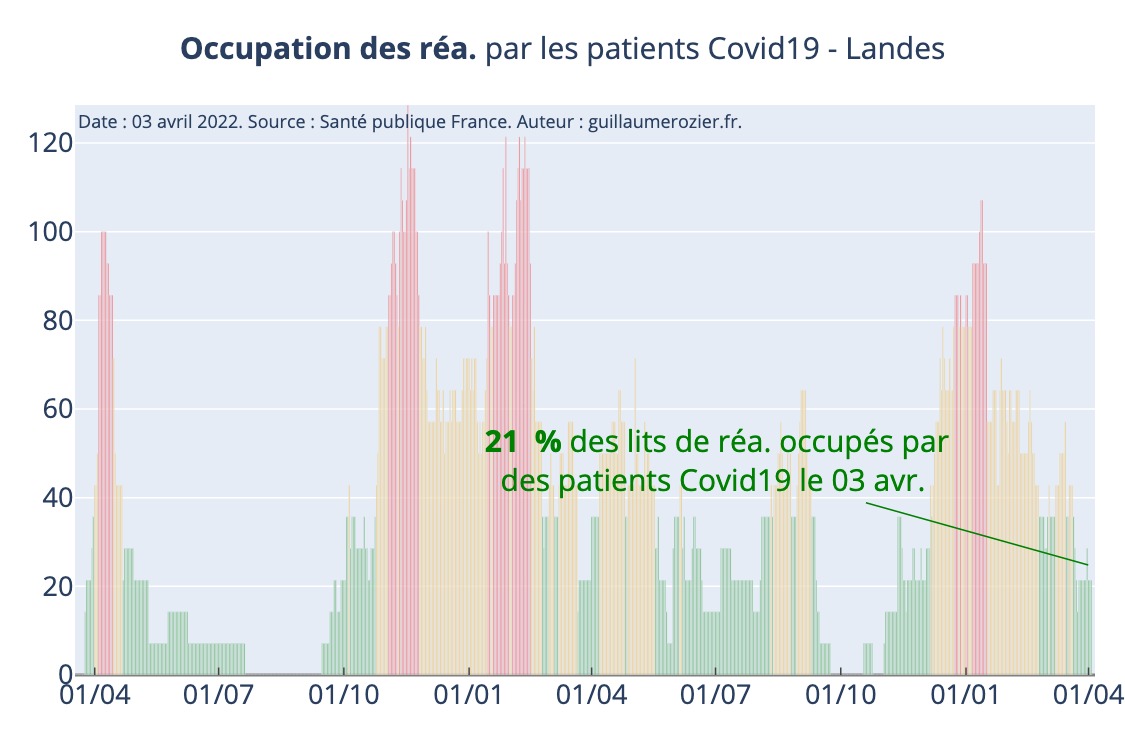 Occupation des réa. par les patients Covid19 - Landes
Date : 03 avril 2022. Source : Santé publique France. Auteur : guillaumerozier.fr.
120
100
80
60
40
20
0
21 % des lits de réa. occupés par
des patients Covid19 le 03 avr.
01/04 01/07 01/10 01/01 01/04 01/07 01/10 01/01 01/04